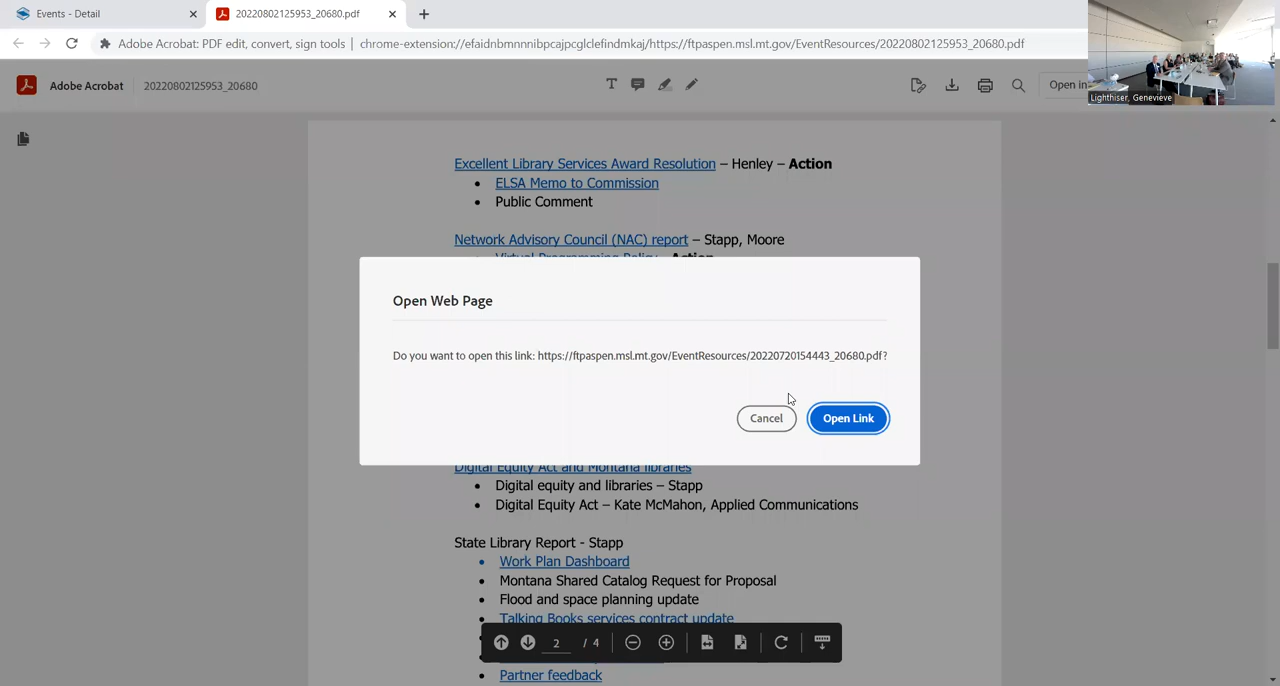 Events - Detail
20220802125953_20680.pdf
Adobe Acrobat: PDF edit, convert, sign tools | chrome-extension://efaidnbmnnnibpcajpcglclefindmkaj/https://ftpaspen.msl.mt.gov/EventResources/20220802125953_20680.pdf
Lighthiser, Genevieve
Adobe Acrobat
20220802125953_20680
Open in
Excellent Library Services Award Resolution – Henley – Action
• ELSA Memo to Commission
• Public Comment
Network Advisory Council (NAC) report – Stapp, Moore
• Virtual Programming Policy – Action
Open Web Page
Do you want to open this link: https://ftpaspen.msl.mt.gov/EventResources/20220720154443_20680.pdf?
Cancel
Open Link
Digital Equity Act and Montana libraries
• Digital equity and libraries – Stapp
• Digital Equity Act – Kate McMahon, Applied Communications
State Library Report - Stapp
• Work Plan Dashboard
• Montana Shared Catalog Request for Proposal
• Flood and space planning update
• Talking Books services contract update
2 / 4
• Partner feedback